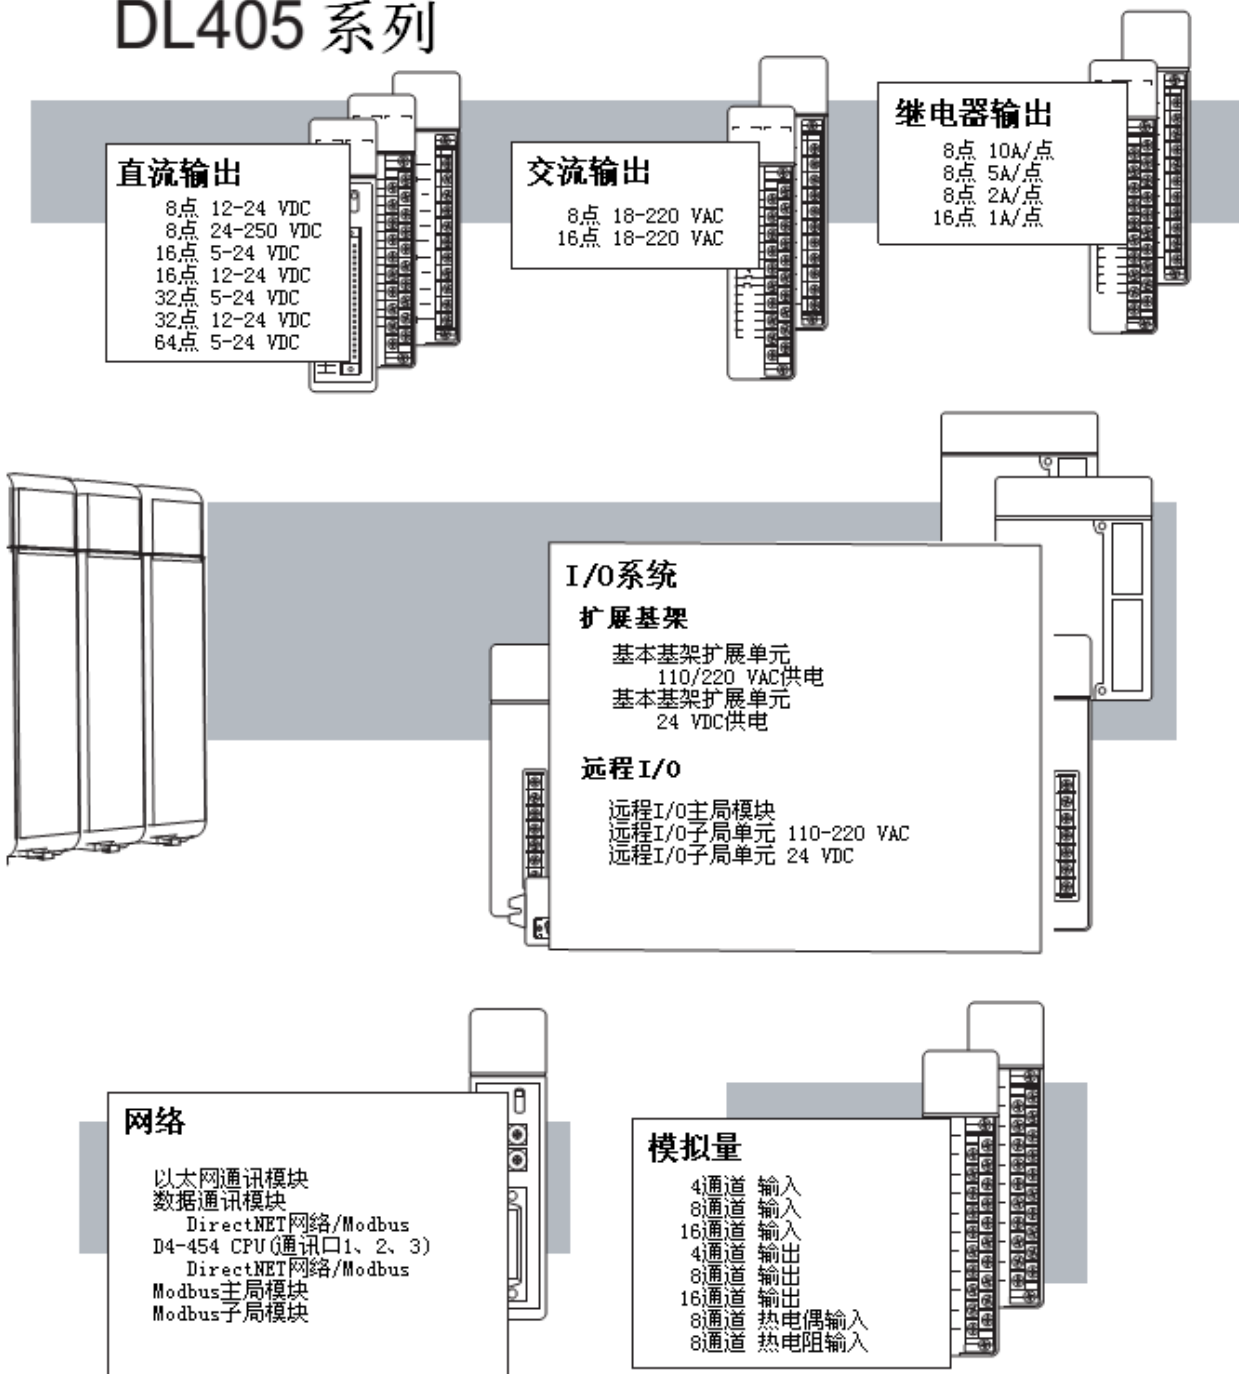 DL405 系列
直流输出
8点 12-24 VDC
8点 24-250 VDC
16点 5-24 VDC
16点 12-24 VDC
32点 5-24 VDC
32点 12-24 VDC
64点 5-24 VDC
交流输出
8点 18-220 VAC
16点 18-220 VAC
继电器输出
8点 10A/点
8点 5A/点
8点 2A/点
16点 1A/点
I/O系统
扩展基架
基本基架扩展单元
110/220 VAC供电
基本基架扩展单元
24 VDC供电
远程I/O
远程I/O主局模块
远程I/O子局单元 110-220 VAC
远程I/O子局单元 24 VDC
网络
以太网通讯模块
数据通讯模块
DirectNET网络/Modbus
D4-454 CPU(通讯口1、2、3)
DirectNET网络/Modbus
Modbus主局模块
Modbus子局模块
模拟量
4通道 输入
8通道 输入
16通道 输入
4通道 输出
8通道 输出
16通道 输出
8通道 热电偶输入
8通道 热电阻输入